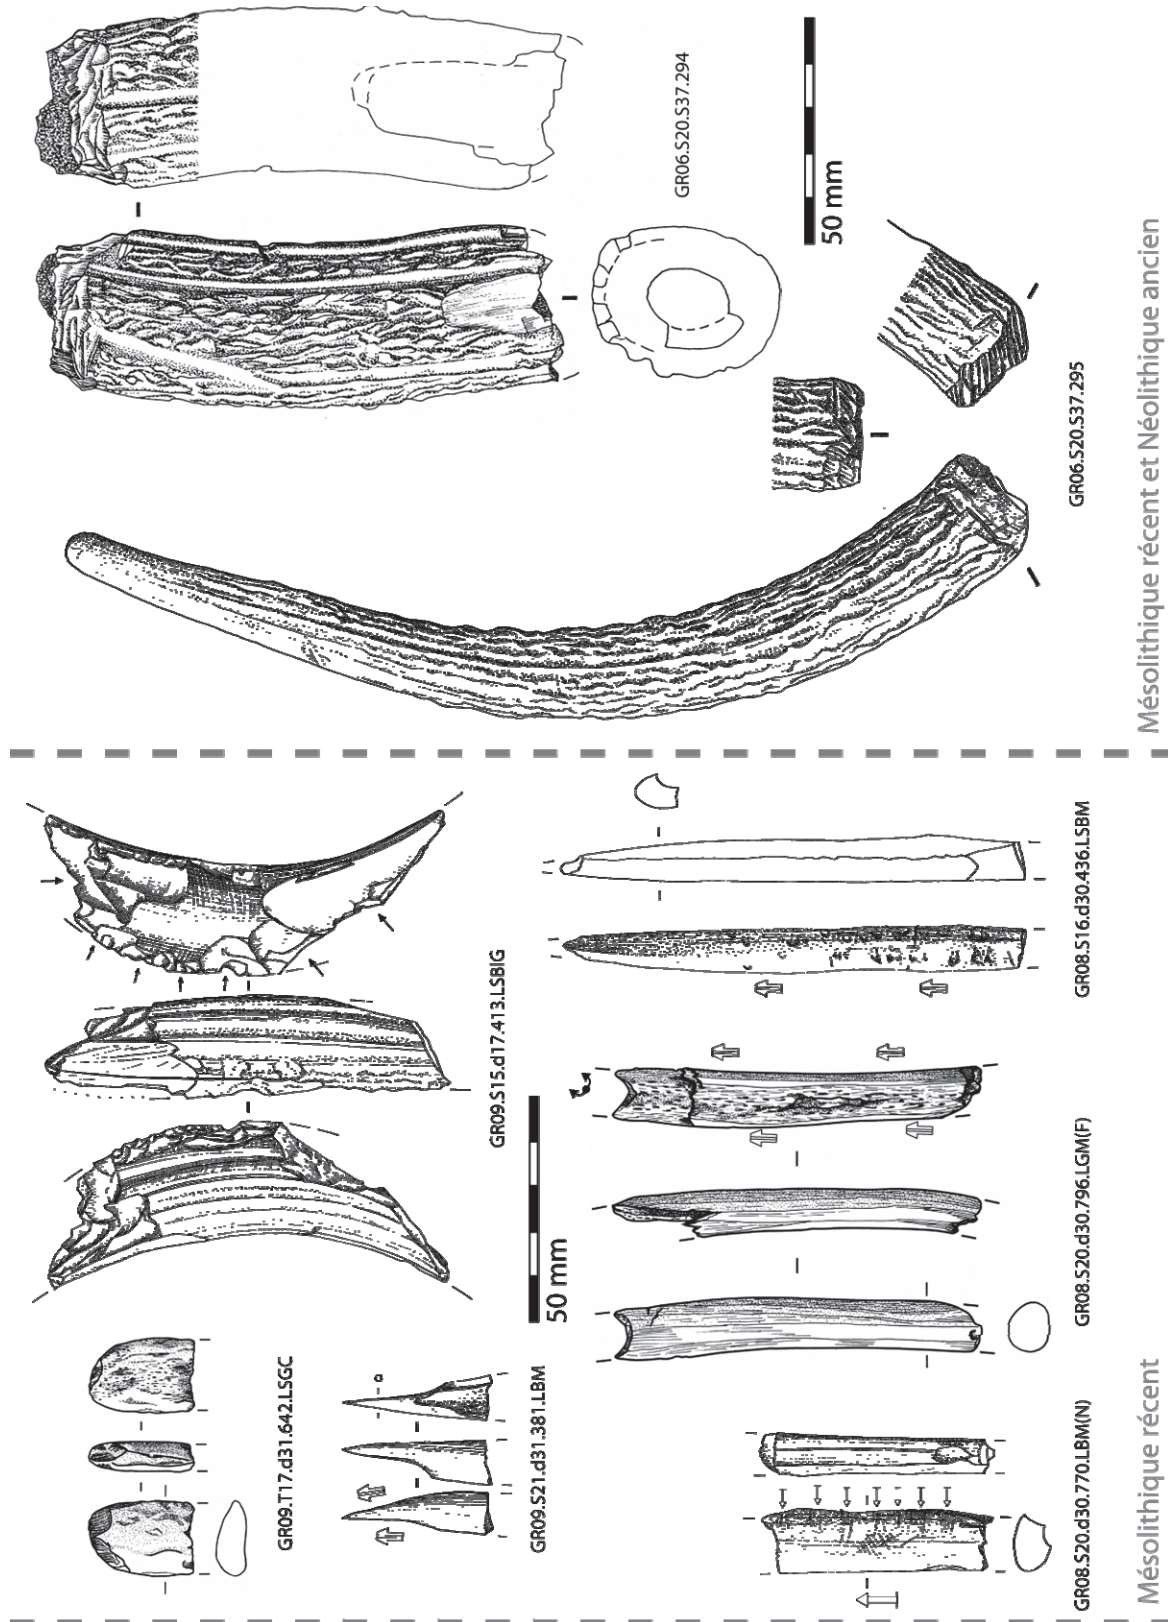 GR06.S20.S37.294
50 mm
GR06.S20.S37.295
Mésolithique récent et Néolithique ancien
GR09.S15.d17.413.LSBIG
GR08.S16.d30.436.LSBM
50 mm
GR09.T17.d31.642.LSGC
GR09.S21.d31.381.LBM
a
GR08.S20.d30.796.LGM(F)
GR08.S20.d30.770.LBM(N)
Mésolithique récent